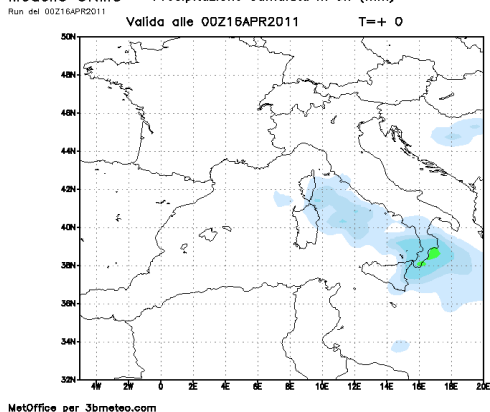 Run del 00Z16APR2011
Valida alle 00Z16APR2011 T=+ 0
50N
48N
46N
44N
42N
40N
38N
36N
34N
32N
4W 2W 0 2E 4E 6E 8E 10E 12E 14E 16E 18E 20E
MetOffice per 3bmeteo.com